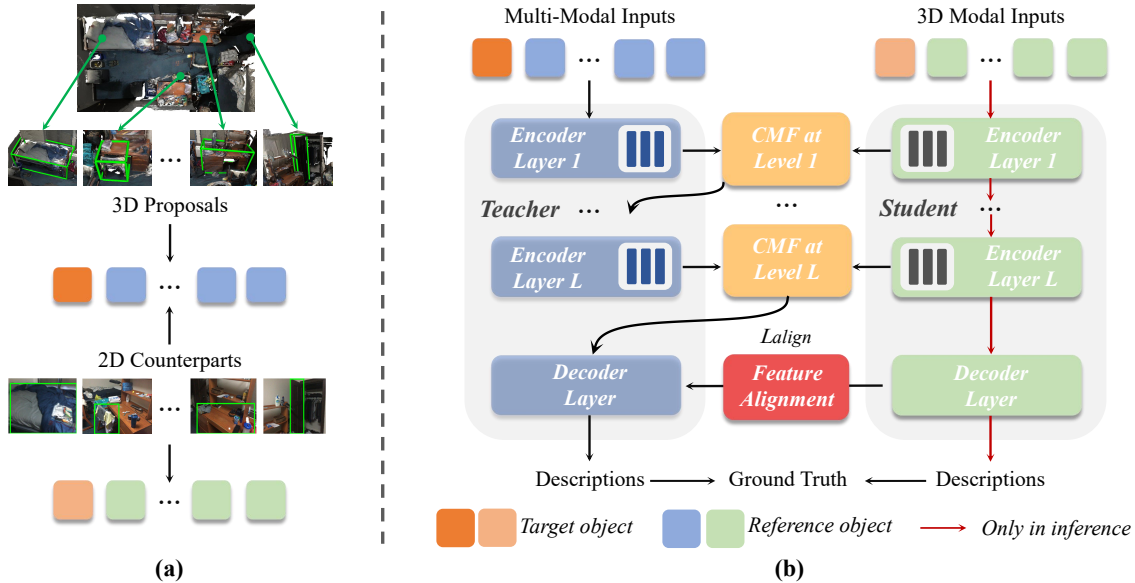 3D Proposals
...
2D Counterparts
...
(a)
Multi-Modal Inputs
3D Modal Inputs
...
...
Encoder
Layer 1
CMF at
Level 1
Encoder
Layer 1
Teacher ...
...
Student ...
Encoder
Layer L
CMF at
Level L
Encoder
Layer L
Lalign
Decoder
Layer
Feature
Alignment
Decoder
Layer
Descriptions
Ground Truth
Descriptions
Target object
Reference object
Only in inference
(b)